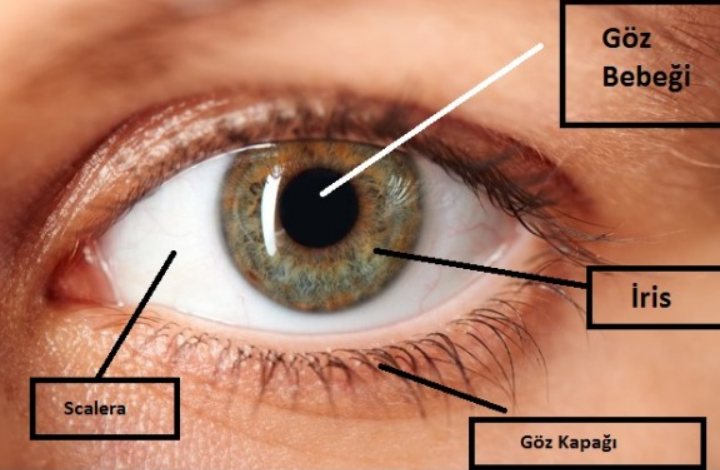 Göz
Bebeği
İris
Scalera
Göz Kapağı